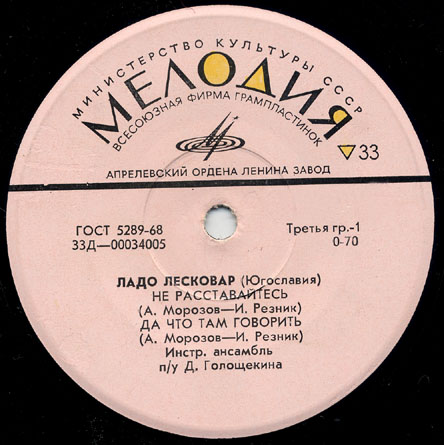 МИНИСТЕРСТВО КУЛЬТУРЫ СССР
МЕЛОДИЯ
ВСЕСОЮЗНАЯ ФИРМА ГРАМПЛАСТИНОК
33
АПРЕЛЕВСКИЙ ОРДЕНА ЛЕНИНА ЗАВОД
ГОСТ 5289-68
33Д—00034005
Третья гр.-1
0-70
ЛАДО ЛЕСКОВАР (Югославия)
НЕ РАССТАВАЙТЕСЬ
(А. Морозов—И. Резник)
ДА ЧТО ТАМ ГОВОРИТЬ
(А. Морозов—И. Резник)
Инстр. ансамбль
п/у Д. Голощекина